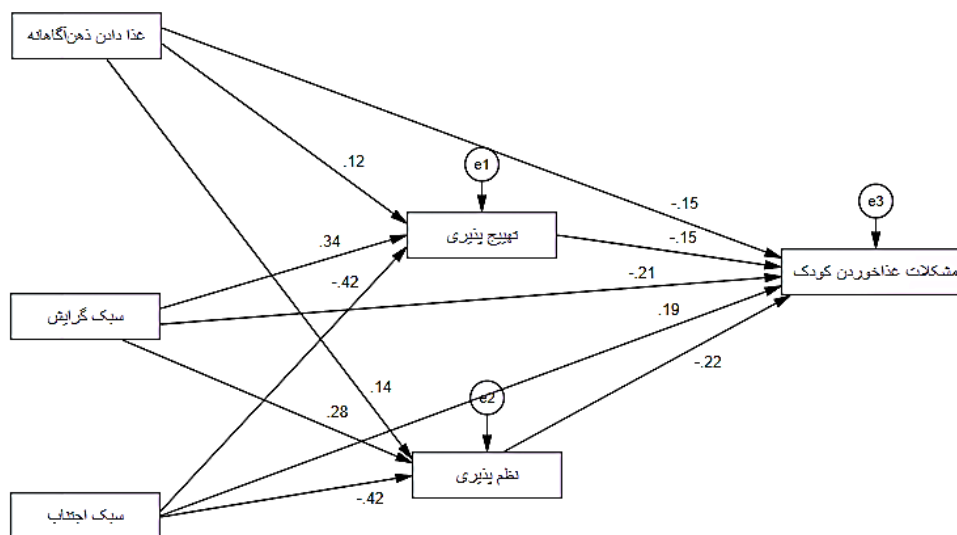 غذا دادن ذهن‌آگاهانه
e1
.12
-.15
e3
تهییج پذیری
.34
-.15
مشکلات غذاخوردن کودک
-.42
-.21
سبک گرایش
.19
.14
-.22
.28
e2
نظم پذیری
-.42
سبک اجتناب